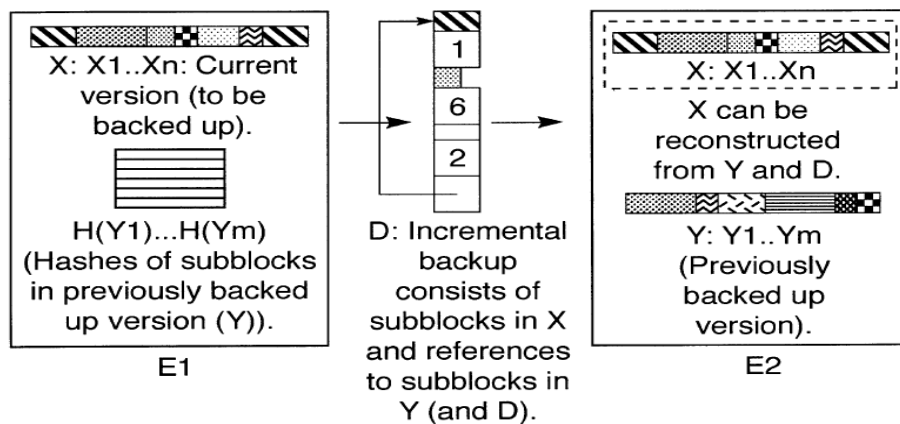 X: X1..Xn: Current
version (to be
backed up).
H(Y1)...H(Ym)
(Hashes of subblocks
in previously backed
up version (Y)).
E1
1
6
2
D: Incremental
backup
consists of
subblocks in X
and references
to subblocks in
Y (and D).
X: X1..Xn
X can be
reconstructed
from Y and D.
Y: Y1..Ym
(Previously
backed up
version).
E2